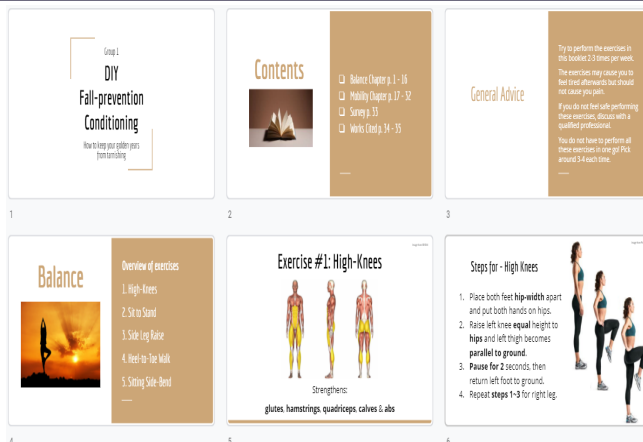 Group 1
DIY
Fall-prevention
Conditioning
How to keep your golden years
from tarnishing
1
Contents
❏ Balance Chapter p. 1 - 16
❏ Mobility Chapter p. 17 - 32
❏ Survey p. 33
❏ Works Cited p. 34 - 35
2
General Advice
Try to perform the exercises in
this booklet 2-3 times per week.
The exercises may cause you to
feel tired afterwards but should
not cause you pain.
If you do not feel safe performing
these exercises, discuss with a
qualified professional.
You do not have to perform all
these exercises in one go! Pick
around 3-4 each time.
3
Balance
Overview of exercises
1. High-Knees
2. Sit to Stand
3. Side Leg Raise
4. Heel-to-Toe Walk
5. Sitting Side-Bend
4
Exercise #1: High-Knees
Strengthens:
glutes, hamstrings, quadriceps, calves & abs
5
Steps for - High Knees
1. Place both feet hip-width apart
and put both hands on hips.
2. Raise left knee equal height to
hips and left thigh becomes
parallel to ground.
3. Pause for 2 seconds, then
return left foot to ground.
4. Repeat steps 1~3 for right leg.
6